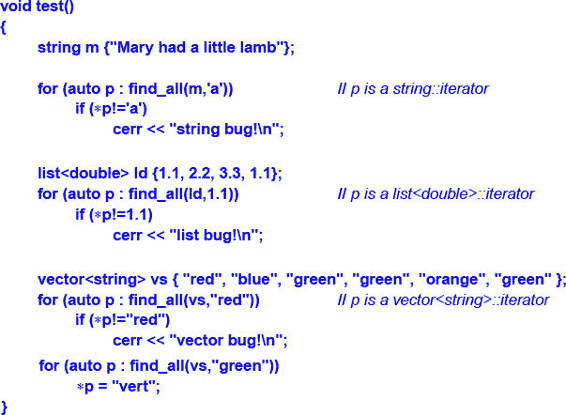 void test()
{
string m {"Mary had a little lamb"};
for (auto p : find_all(m,'a')) // p is a string::iterator
if (*p!='a')
cerr << "string bug!\n";
list<double> ld {1.1, 2.2, 3.3, 1.1};
for (auto p : find_all(ld,1.1)) // p is a list<double>::iterator
if (*p!=1.1)
cerr << "list bug!\n";
vector<string> vs { "red", "blue", "green", "green", "orange", "green" };
for (auto p : find_all(vs,"red")) // p is a vector<string>::iterator
if (*p!="red")
cerr << "vector bug!\n";
for (auto p : find_all(vs,"green"))
*p = "vert";
}